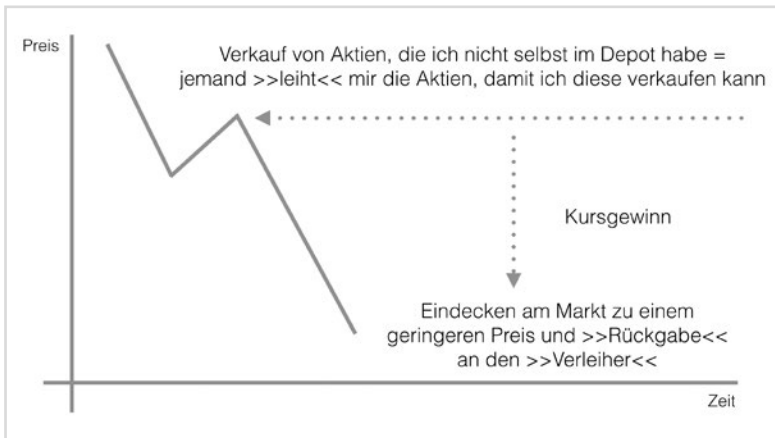 Preis
Verkauf von Aktien, die ich nicht selbst im Depot habe =
jemand >>leiht<< mir die Aktien, damit ich diese verkaufen kann
Kursgewinn
Eindecken am Markt zu einem
geringeren Preis und >>Rückgabe<<
an den >>Verleiher<<
Zeit